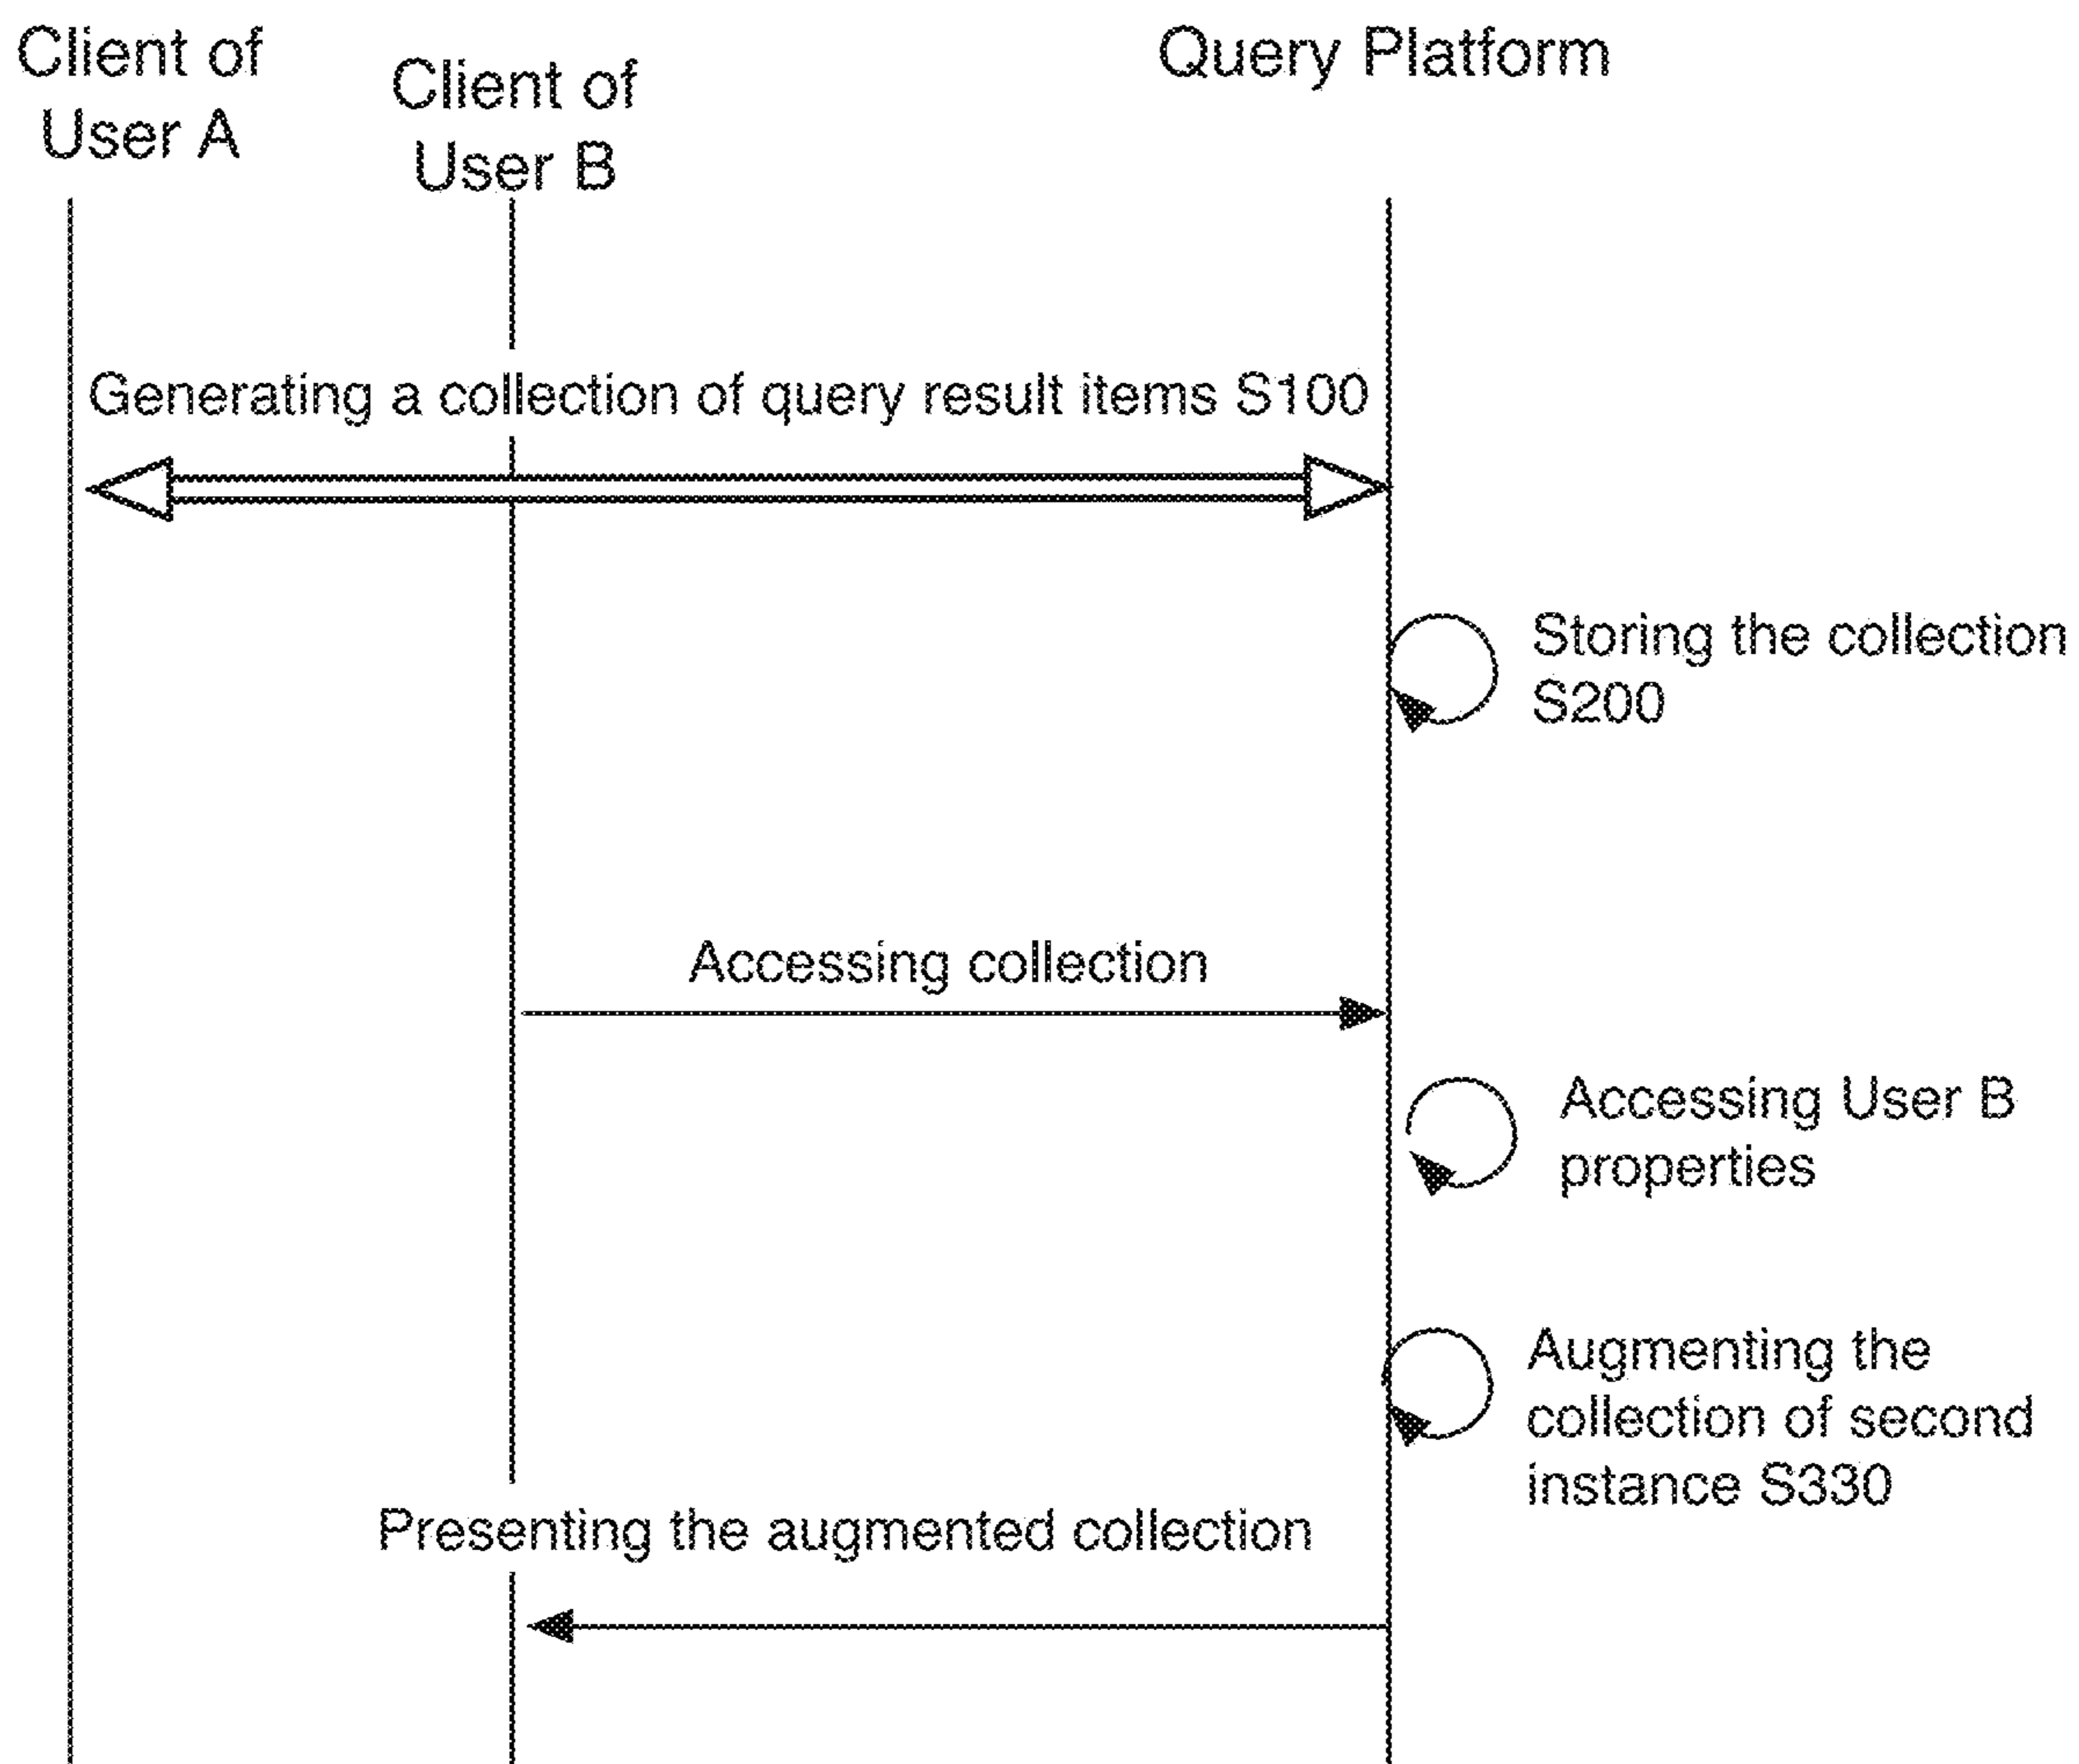 Client of
User A
Client of
User B
Query Platform
Generating a collection of query result items S100
Storing the collection
S200
Accessing collection
Accessing User B
properties
Augmenting the
collection of second
instance S330
Presenting the augmented collection